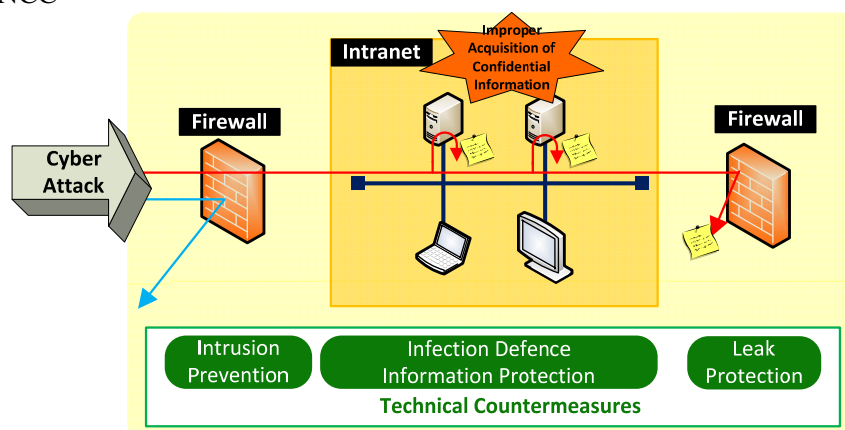 Improper
Acquisition of
Confidential
Information
Intranet
Firewall
Firewall
Cyber
Attack
Intrusion
Prevention
Infection Defence
Information Protection
Leak
Protection
Technical Countermeasures